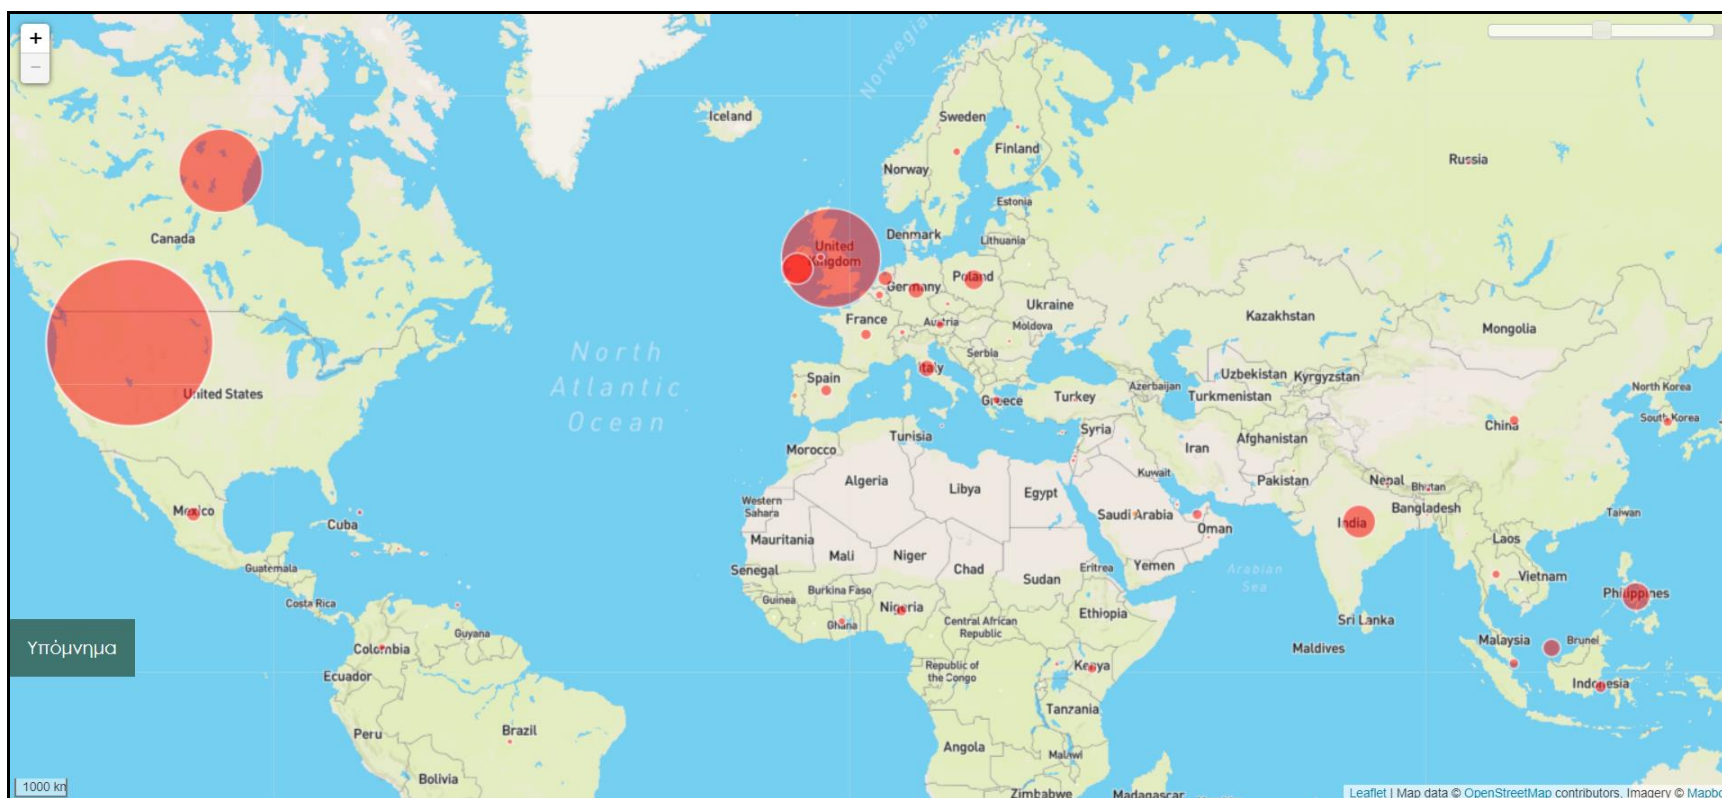 +
−
Norwegian
Iceland
Sweden
Finland
Norway
Russia
Estonia
Canada
Denmark
Lithuania
United
Kingdom
Poland
Germany
Ukraine
Kazakhstan
France
Austria
Moldova
Mongolia
North
Atlantic
Ocean
Serbia
Italy
Spain
Uzbekistan
Kyrgyzstan
North Korea
Azerbaijan
Turkmenistan
United States
Greece
Turkey
South Korea
China
Syria
Afghanistan
Tunisia
Morocco
Iran
Kuwait
Pakistan
Nepal
Bhutan
Algeria
Libya
Egypt
Western
Sahara
Bangladesh
Mexico
Cuba
Saudi Arabia
India
Taiwan
Oman
Mauritania
Laos
Mali
Niger
Chad
Yemen
Guatemala
Senegal
Sudan
Eritrea
Arabian
Sea
Vietnam
Burkina Faso
Philippines
Costa Rica
Guinea
Nigeria
Ethiopia
Ghana
Central African
Republic
Sri Lanka
Υπόμνημα
Guyana
Colombia
Maldives
Malaysia
Brunei
Ecuador
Republic of
the Congo
Kenya
Indonesia
Tanzania
Peru
Brazil
Angola
Malawi
Bolivia
1000 km
Zimbabwe
Madagascar
Leaflet | Map data © OpenStreetMap contributors, Imagery © Mapbo